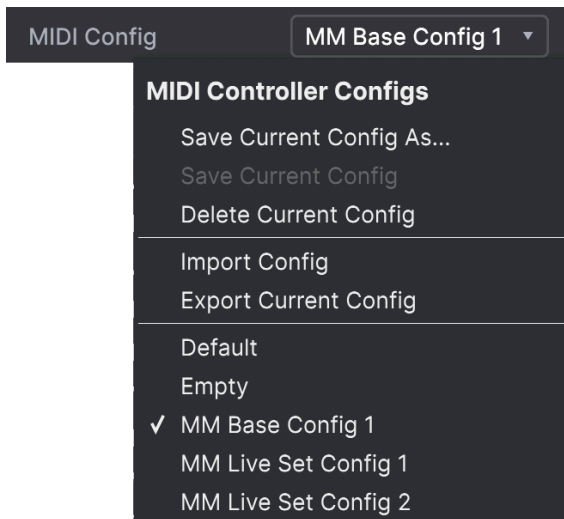 MIDI Config MM Base Config 1 ▼
MIDI Controller Configs
Save Current Config As...
Save Current Config
Delete Current Config
Import Config
Export Current Config
Default
Empty
✓ MM Base Config 1
MM Live Set Config 1
MM Live Set Config 2